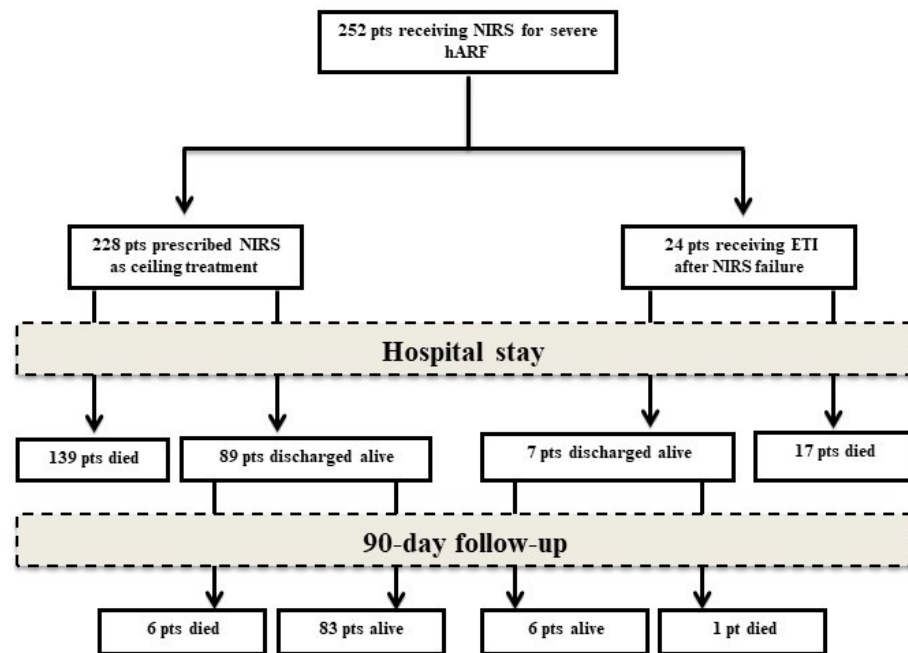 252 pts receiving NIRS for severe
hARF
228 pts prescribed NIRS
as ceiling treatment
24 pts receiving ETI
after NIRS failure
Hospital stay
139 pts died
89 pts discharged alive
7 pts discharged alive
17 pts died
90-day follow-up
6 pts died
83 pts alive
6 pts alive
1 pt died